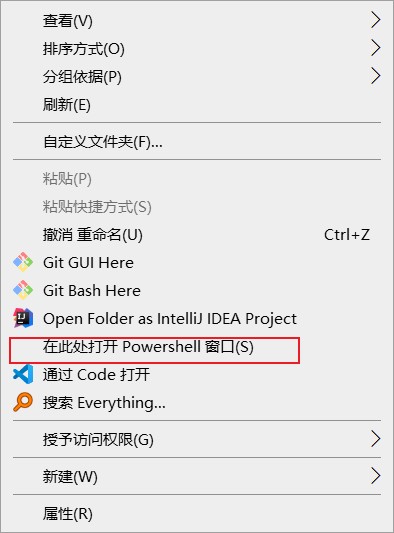 查看(V)
排序方式(O)
分组依据(P)
刷新(E)
自定义文件夹(F)...
粘贴(P)
粘贴快捷方式(S)
撤消 重命名(U) Ctrl+Z
Git GUI Here
Git Bash Here
Open Folder as IntelliJ IDEA Project
在此处打开 Powershell 窗口(S)
通过 Code 打开
搜索 Everything...
授予访问权限(G)
新建(W)
属性(R)